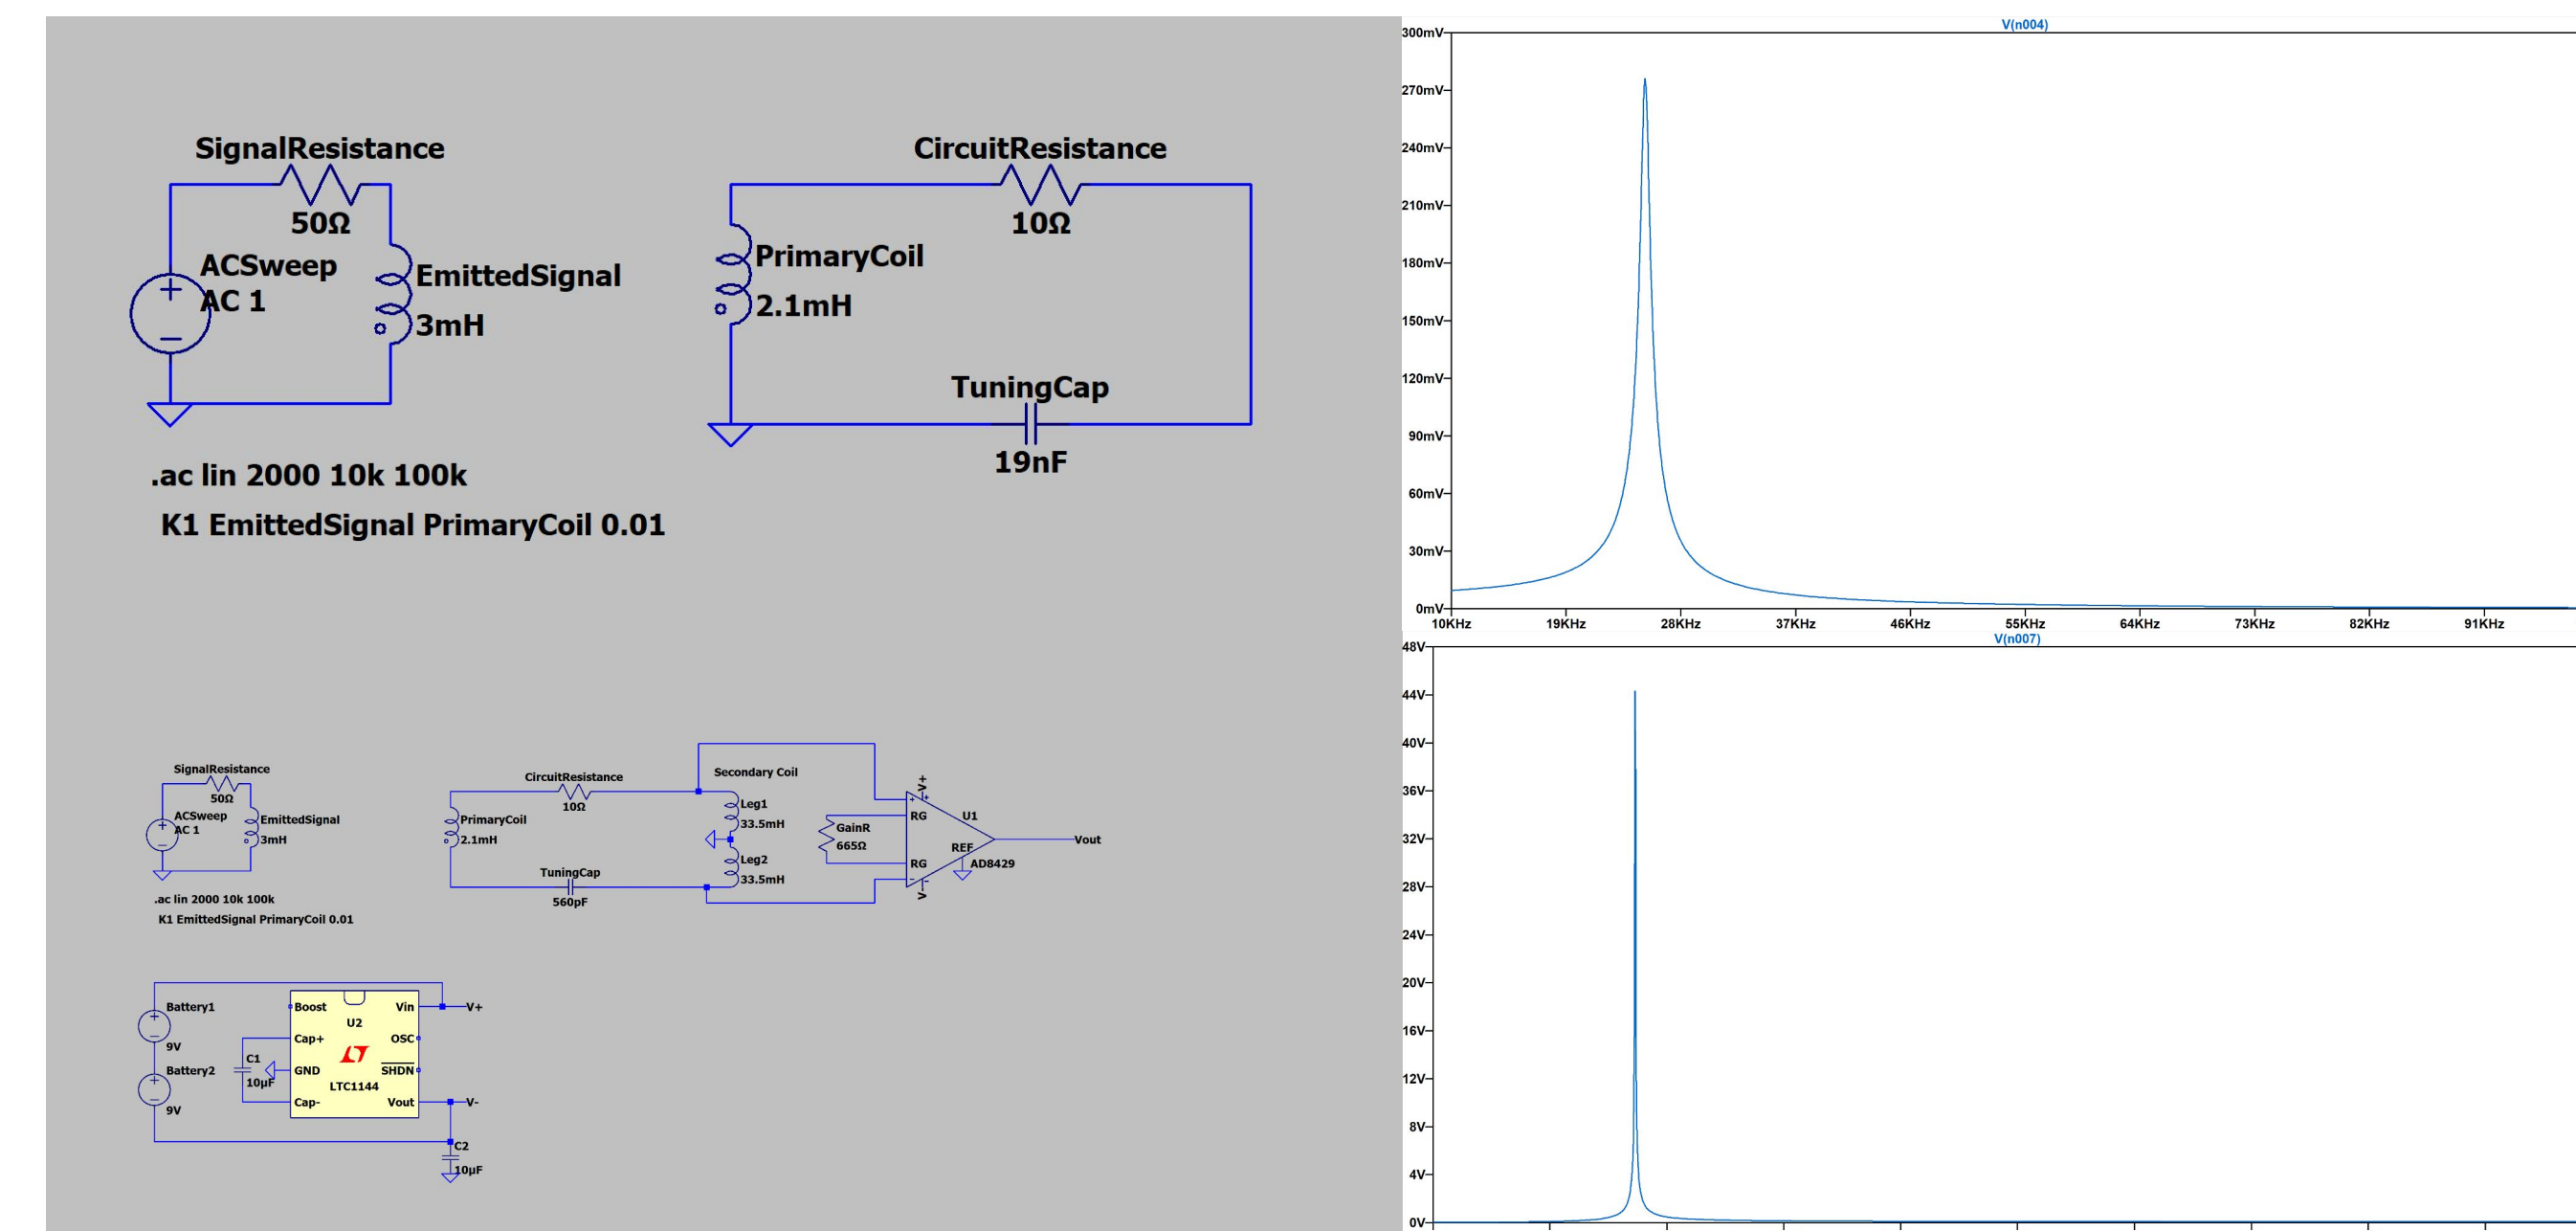 SignalResistance
50Ω
ACSweep
AC 1
EmittedSignal
3mH
CircuitResistance
10Ω
PrimaryCoil
2.1mH
TuningCap
19nF
.ac lin 2000 10k 100k
K1 EmittedSignal PrimaryCoil 0.01
V(n004)
300mV
270mV
240mV
210mV
180mV
150mV
120mV
90mV
60mV
30mV
0mV
10KHz 19KHz 28KHz 37KHz 46KHz 55KHz 64KHz 73KHz 82KHz 91KHz
SignalResistance
50Ω
ACSweep
AC 1
EmittedSignal
3mH
.ac lin 2000 10k 100k
K1 EmittedSignal PrimaryCoil 0.01
CircuitResistance
10Ω
PrimaryCoil
2.1mH
TuningCap
560pF
Secondary Coil
Leg1
33.5mH
Leg2
33.5mH
GainR
665Ω
V+
RG
U1
REF
RG
AD8429
V-
Vout
Battery1
9V
Battery2
9V
C1
10µF
Boost
Vin
U2
Cap+
OSC
GND
SHDN
LTC1144
Cap-
Vout
V+
V-
C2
10µF
V(n007)
48V
44V
40V
36V
32V
28V
24V
20V
16V
12V
8V
4V
0V